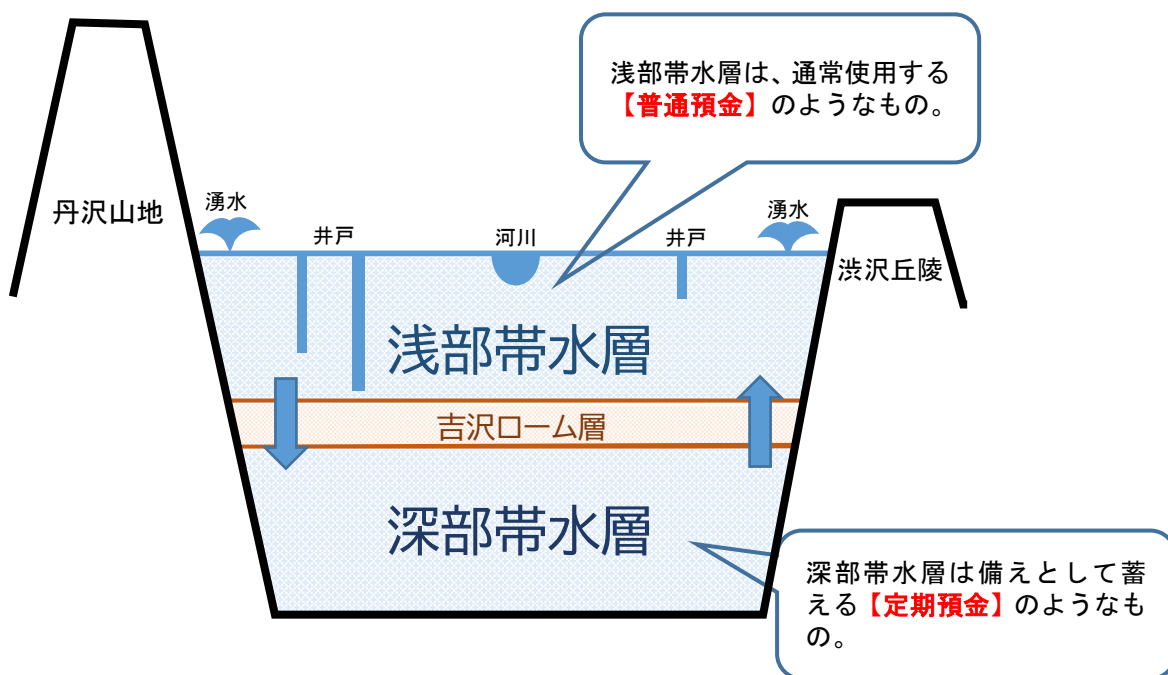 浅部帯水層は、通常使用する
【普通預金】のようなもの。
丹沢山地
湧水
井戸
河川
井戸
湧水
渋沢丘陵
浅部帯水層
吉沢ローム層
深部帯水層
深部帯水層は備えとして蓄
える【定期預金】のようなも
の。